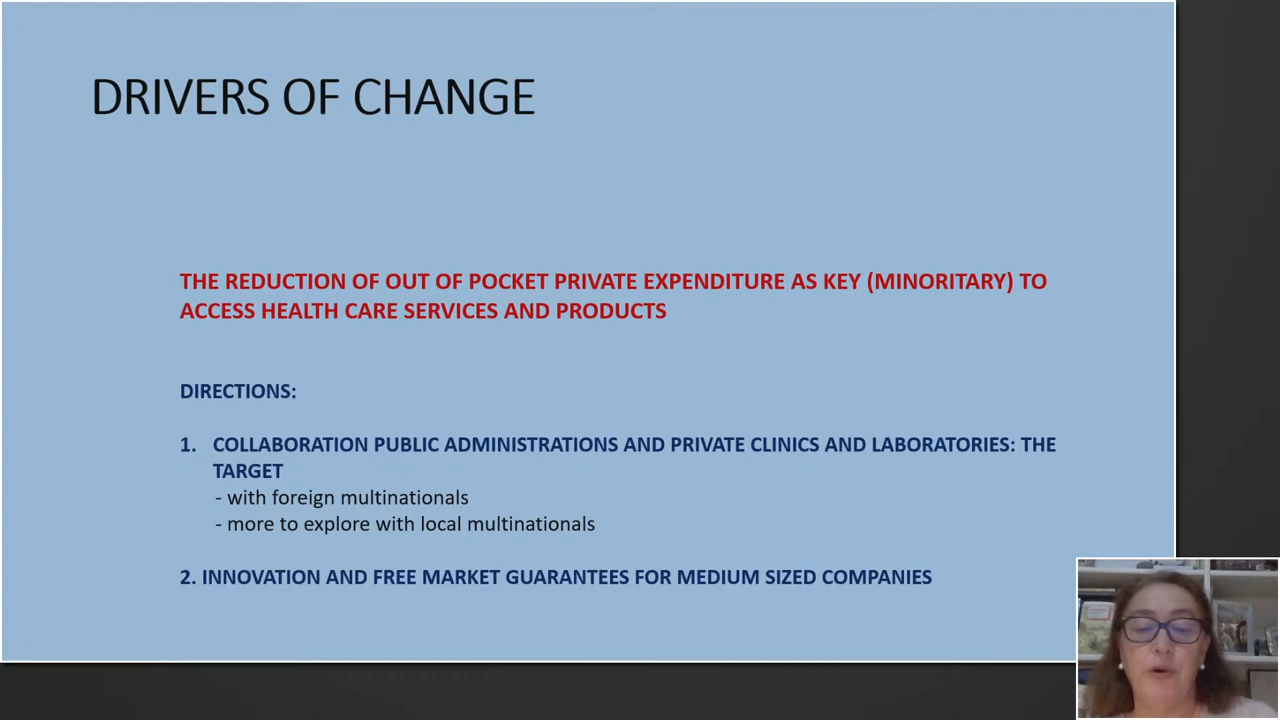 DRIVERS OF CHANGE
THE REDUCTION OF OUT OF POCKET PRIVATE EXPENDITURE AS KEY (MINORITARY) TO
ACCESS HEALTH CARE SERVICES AND PRODUCTS
DIRECTIONS:
1. COLLABORATION PUBLIC ADMINISTRATIONS AND PRIVATE CLINICS AND LABORATORIES: THE
TARGET
- with foreign multinationals
- more to explore with local multinationals
2. INNOVATION AND FREE MARKET GUARANTEES FOR MEDIUM SIZED COMPANIES